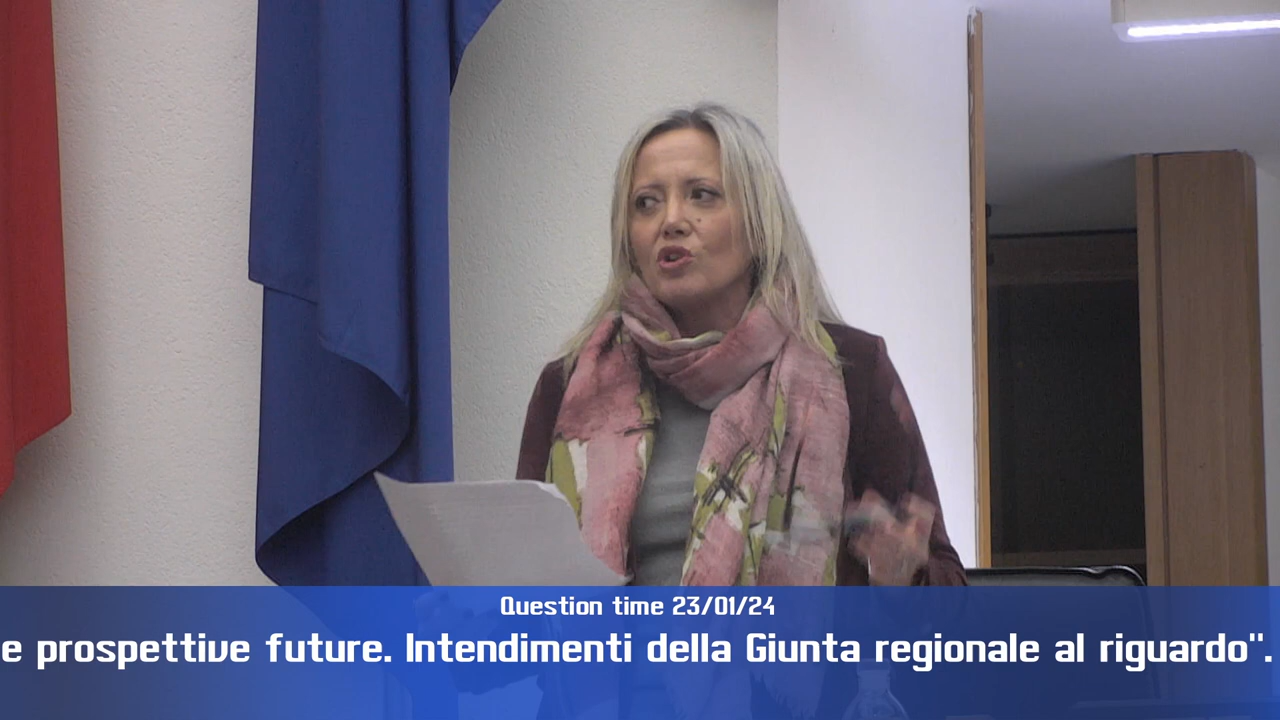 Question time 23/01/24
e prospettive future. Intendimenti della Giunta regionale al riguardo".